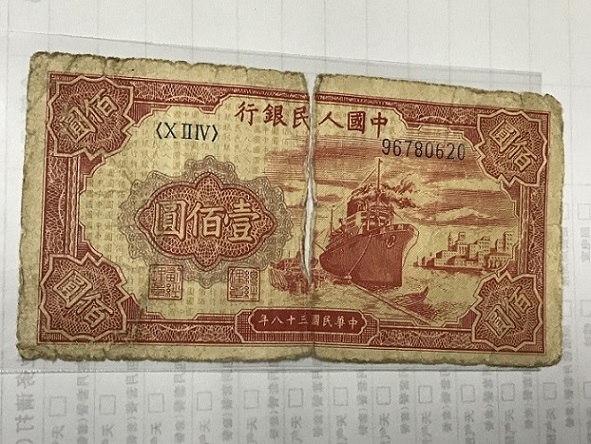 中國人民銀行
〈X II IV〉
96780620
佰圓
佰圓
壹佰圓
佰圓
佰圓
中華民國三十八年